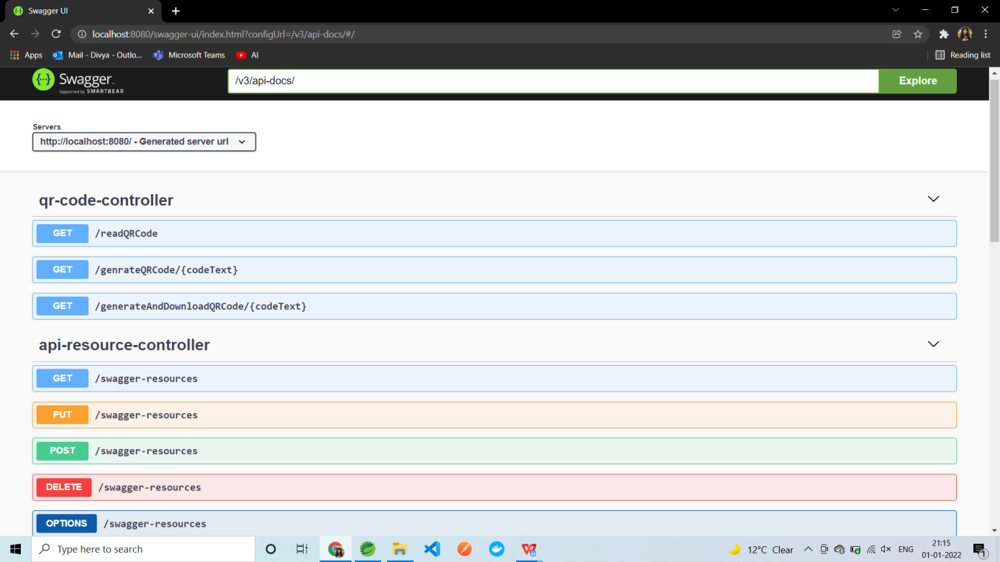 Swagger UI
localhost:8080/swagger-ui/index.html?configUrl=/v3/api-docs/#/
Apps Mail - Divya - Outlo... Microsoft Teams AI Reading list
Swagger
Supported by SMARTBEAR
/v3/api-docs/ Explore
Servers
http://localhost:8080/ - Generated server url
qr-code-controller
GET /readQRCode
GET /genrateQRCode/{codeText}
GET /generateAndDownloadQRCode/{codeText}
api-resource-controller
GET /swagger-resources
PUT /swagger-resources
POST /swagger-resources
DELETE /swagger-resources
OPTIONS /swagger-resources
Type here to search
12°C Clear
ENG
21:15
01-01-2022
1